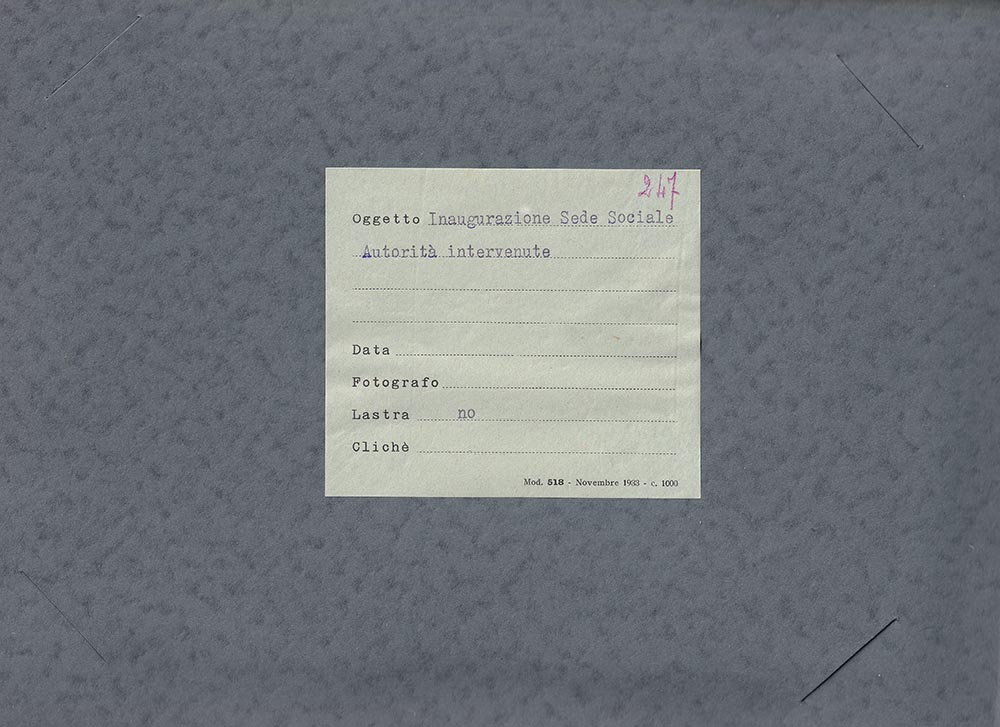 247
Oggetto Inaugurazione Sede Sociale
Autorità intervenute
Data
Fotografo
Lastra no
Clichè
Mod. 518 - Novembre 1933 - c. 1000